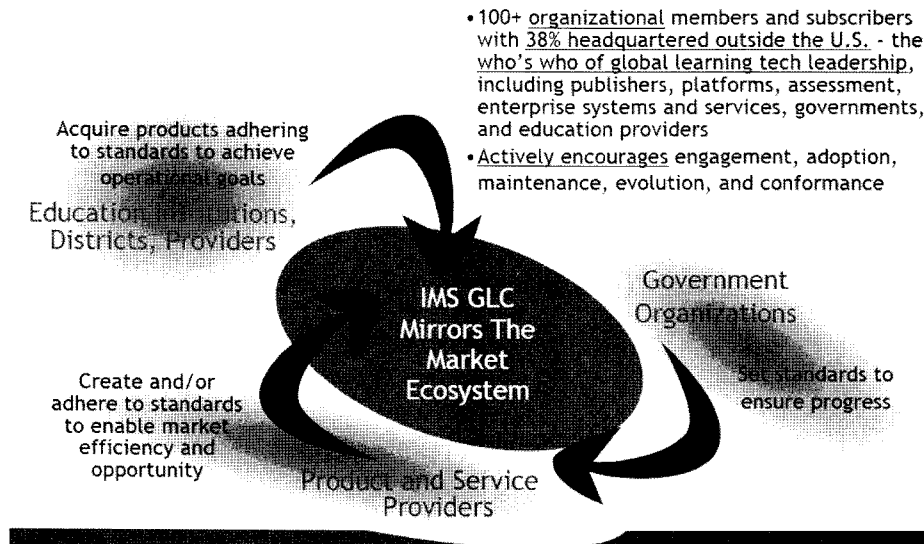 • 100+ organizational members and subscribers
with 38% headquartered outside the U.S. - the
who's who of global learning tech leadership,
including publishers, platforms, assessment,
enterprise systems and services, governments,
and education providers
• Actively encourages engagement, adoption,
maintenance, evolution, and conformance
Acquire products adhering
to standards to achieve
operational goals
Education Institutions,
Districts, Providers
IMS GLC
Mirrors The
Market
Ecosystem
Government
Organizations
Set standards to
ensure progress
Create and/or
adhere to standards
to enable market
efficiency and
opportunity
Product and Service
Providers